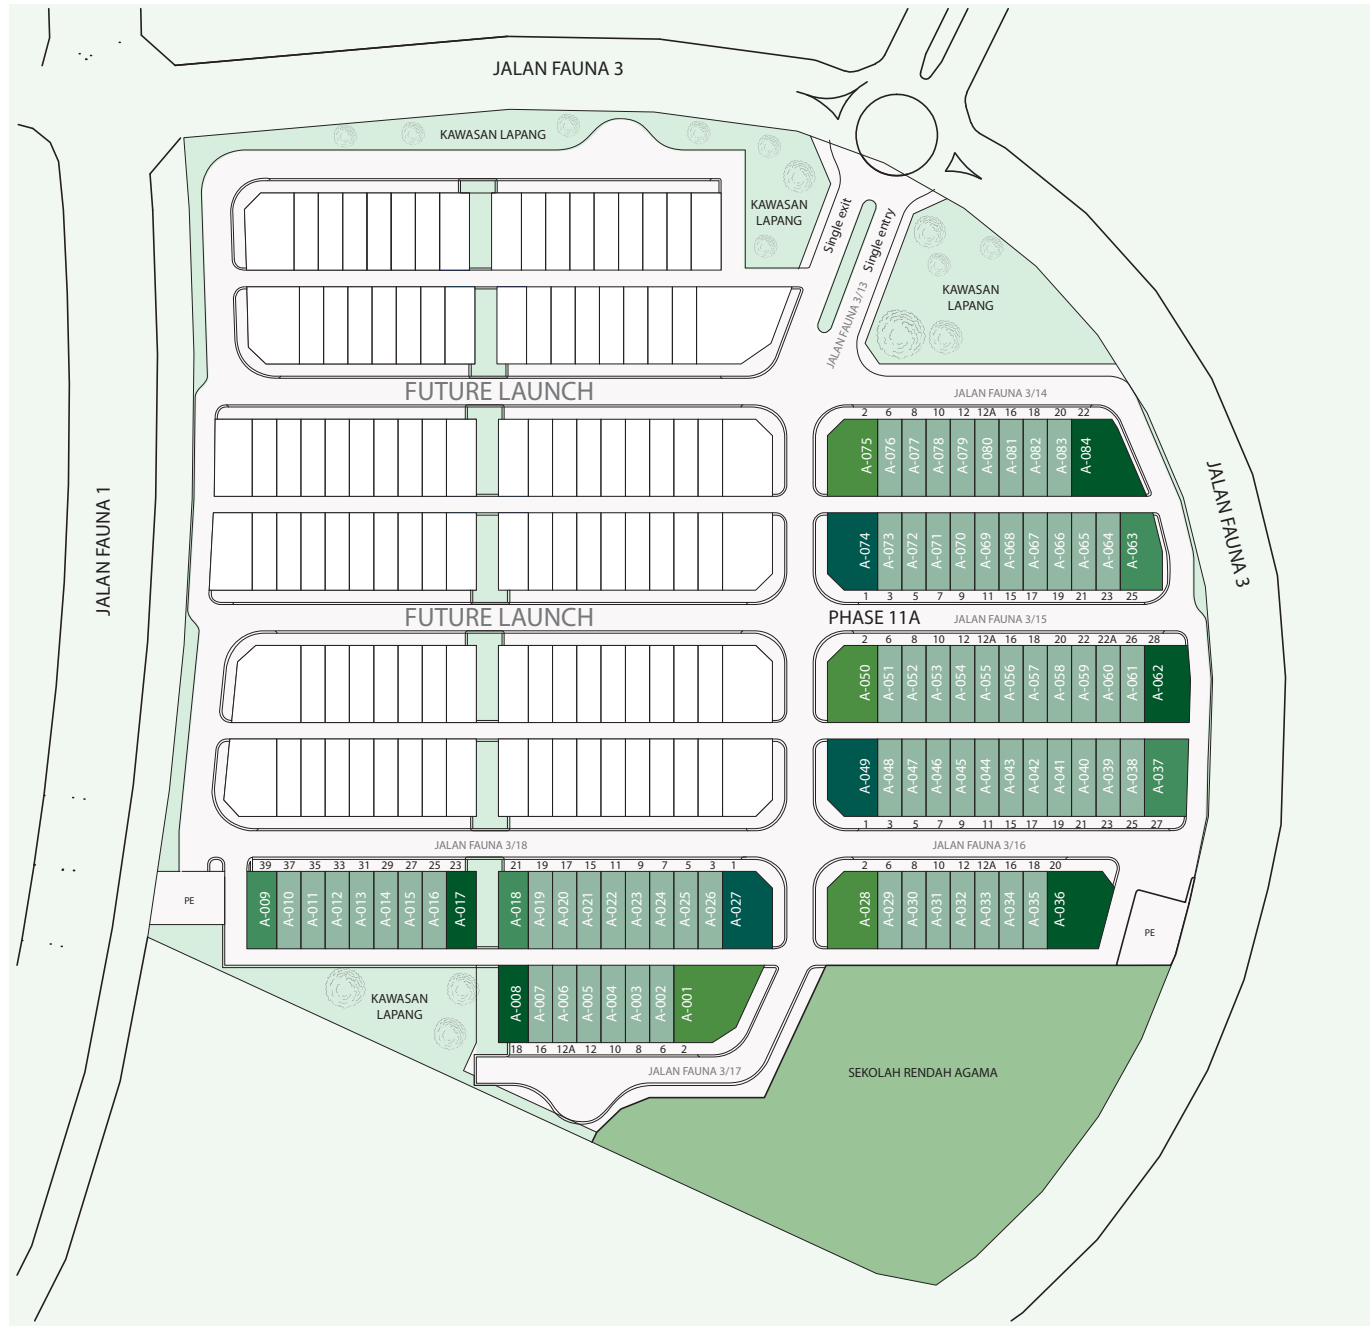 JALAN FAUNA 3
KAWASAN LAPANG
KAWASAN
LAPANG
Single exit
Single entry
JALAN FAUNA 3/13
KAWASAN
LAPANG
FUTURE LAUNCH
JALAN FAUNA 3/14
2 6 8 10 12 12A 16 18 20 22
A-075 A-076 A-077 A-078 A-079 A-080 A-081 A-082 A-083 A-084
JALAN FAUNA 3
JALAN FAUNA 1
A-074 A-073 A-072 A-071 A-070 A-069 A-068 A-067 A-066 A-065 A-064 A-063
1 3 5 7 9 11 15 17 19 21 23 25
FUTURE LAUNCH
PHASE 11A
JALAN FAUNA 3/15
2 6 8 10 12 12A 16 18 20 22 22A 26 28
A-050 A-051 A-052 A-053 A-054 A-055 A-056 A-057 A-058 A-059 A-060 A-061 A-062
A-049 A-048 A-047 A-046 A-045 A-044 A-043 A-042 A-041 A-040 A-039 A-038 A-037
1 3 5 7 9 11 15 17 19 21 23 25 27
JALAN FAUNA 3/18
JALAN FAUNA 3/16
39 37 35 33 31 29 27 25 23 21 19 17 15 11 9 7 5 3 1
2 6 8 10 12 12A 16 18 20
PE
A-009 A-010 A-011 A-012 A-013 A-014 A-015 A-016 A-017 A-018 A-019 A-020 A-021 A-022 A-023 A-024 A-025 A-026 A-027
A-028 A-029 A-030 A-031 A-032 A-033 A-034 A-035 A-036
PE
KAWASAN
LAPANG
A-008 A-007 A-006 A-005 A-004 A-003 A-002 A-001
18 16 12A 12 10 8 6 2
JALAN FAUNA 3/17
SEKOLAH RENDAH AGAMA